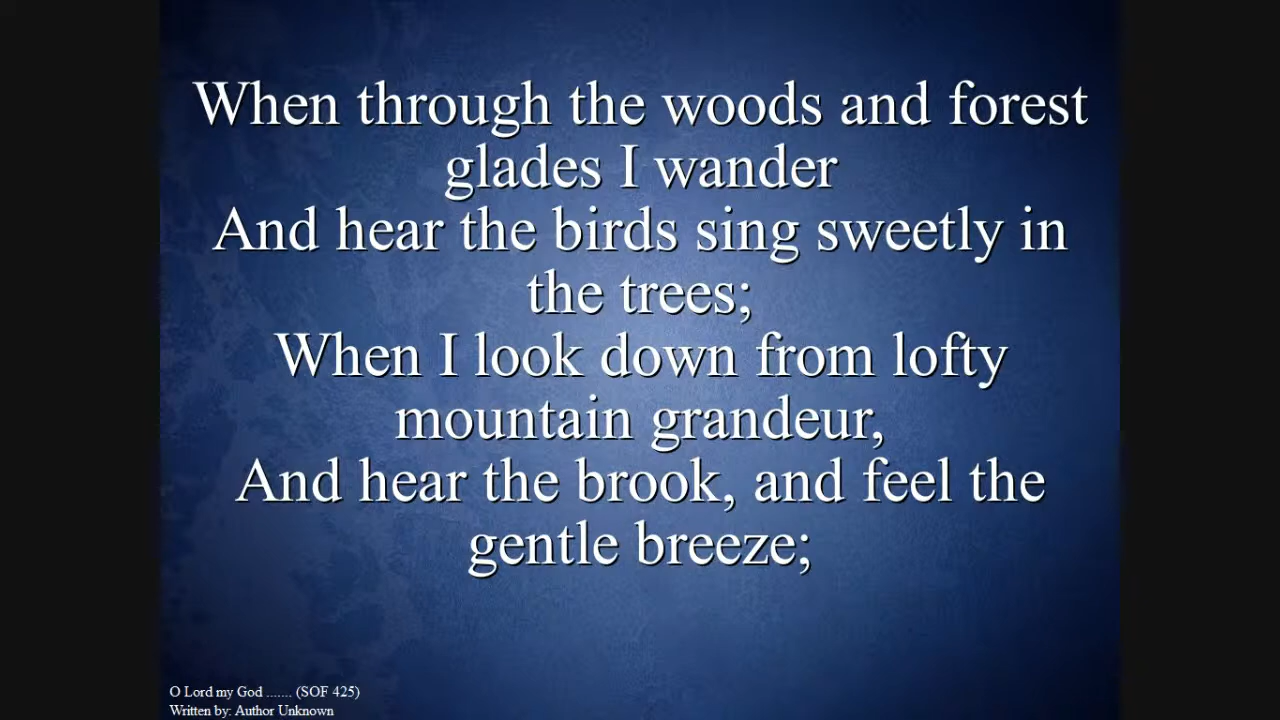 When through the woods and forest
glades I wander
And hear the birds sing sweetly in
the trees;
When I look down from lofty
mountain grandeur,
And hear the brook, and feel the
gentle breeze;
O Lord my God ....... (SOF 425)
Written by: Author Unknown